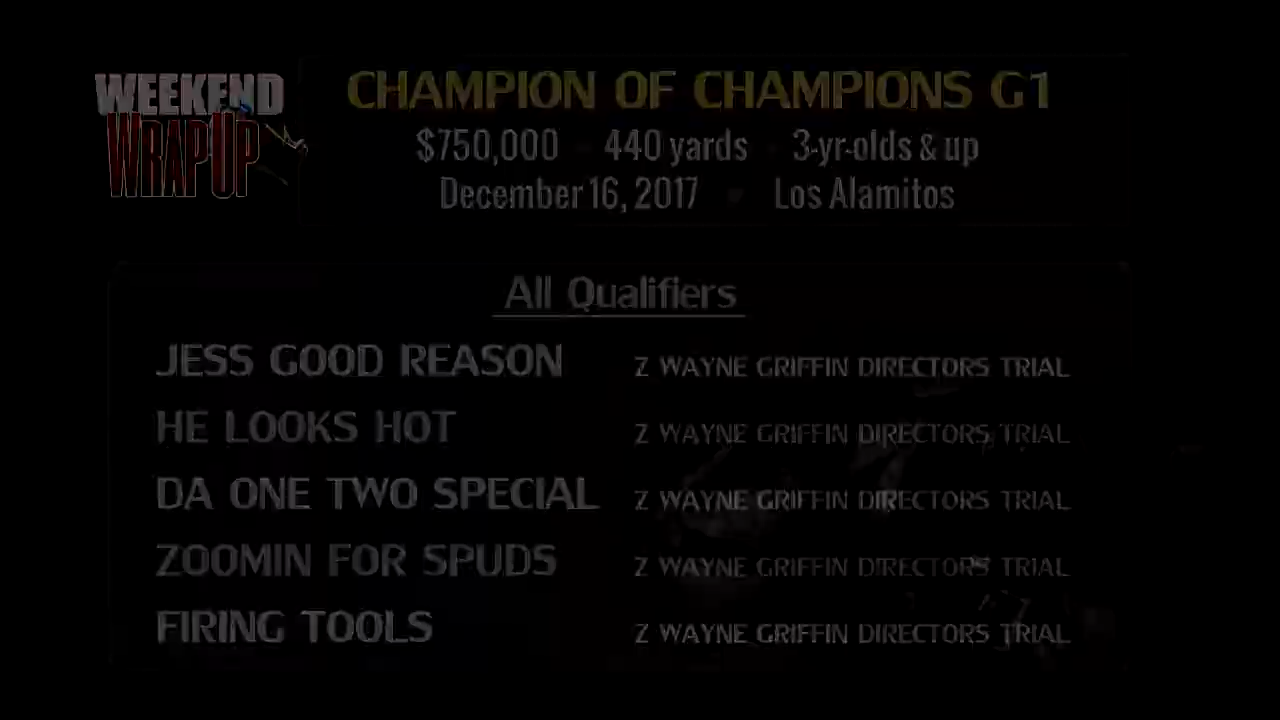 WEEKEND
WRAPUP
CHAMPION OF CHAMPIONS G1
$750,000 • 440 yards • 3-yr-olds & up
December 16, 2017 • Los Alamitos
All Qualifiers
JESS GOOD REASON Z WAYNE GRIFFIN DIRECTORS TRIAL
HE LOOKS HOT Z WAYNE GRIFFIN DIRECTORS TRIAL
DA ONE TWO SPECIAL Z WAYNE GRIFFIN DIRECTORS TRIAL
ZOOMIN FOR SPUDS Z WAYNE GRIFFIN DIRECTORS TRIAL
FIRING TOOLS Z WAYNE GRIFFIN DIRECTORS TRIAL